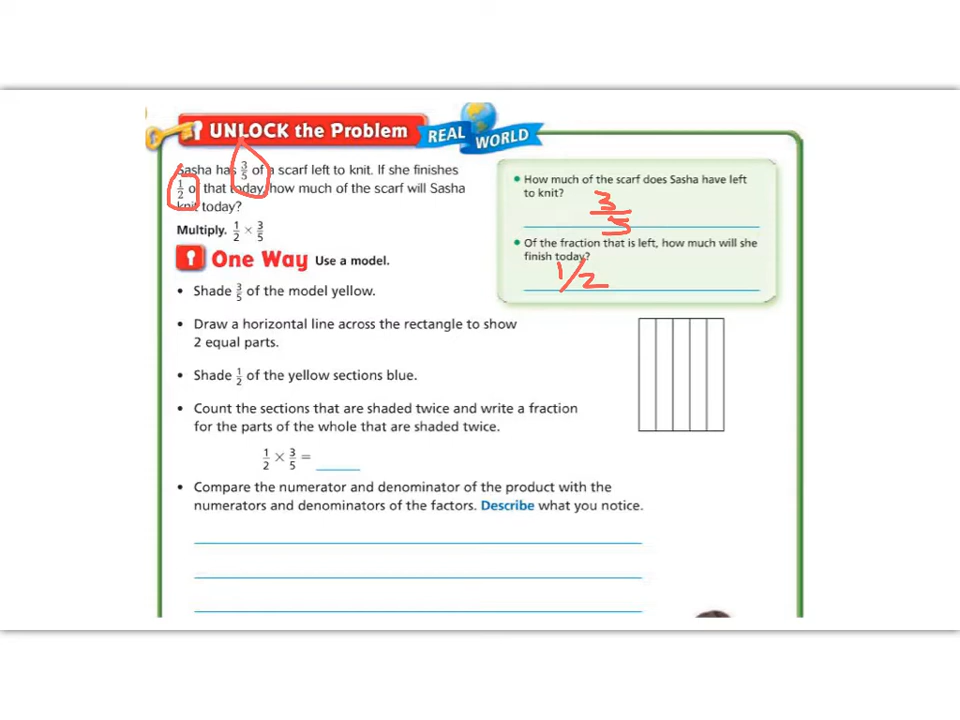 UNLOCK the Problem REAL WORLD
Sasha has 3/5 of a scarf left to knit. If she finishes
1/2 of that today, how much of the scarf will Sasha
knit today?
Multiply. 1/2 × 3/5
• How much of the scarf does Sasha have left
to knit?
3/5
• Of the fraction that is left, how much will she
finish today?
1/2
One Way Use a model.
• Shade 3/5 of the model yellow.
• Draw a horizontal line across the rectangle to show
2 equal parts.
• Shade 1/2 of the yellow sections blue.
• Count the sections that are shaded twice and write a fraction
for the parts of the whole that are shaded twice.
1/2 × 3/5 =
• Compare the numerator and denominator of the product with the
numerators and denominators of the factors. Describe what you notice.